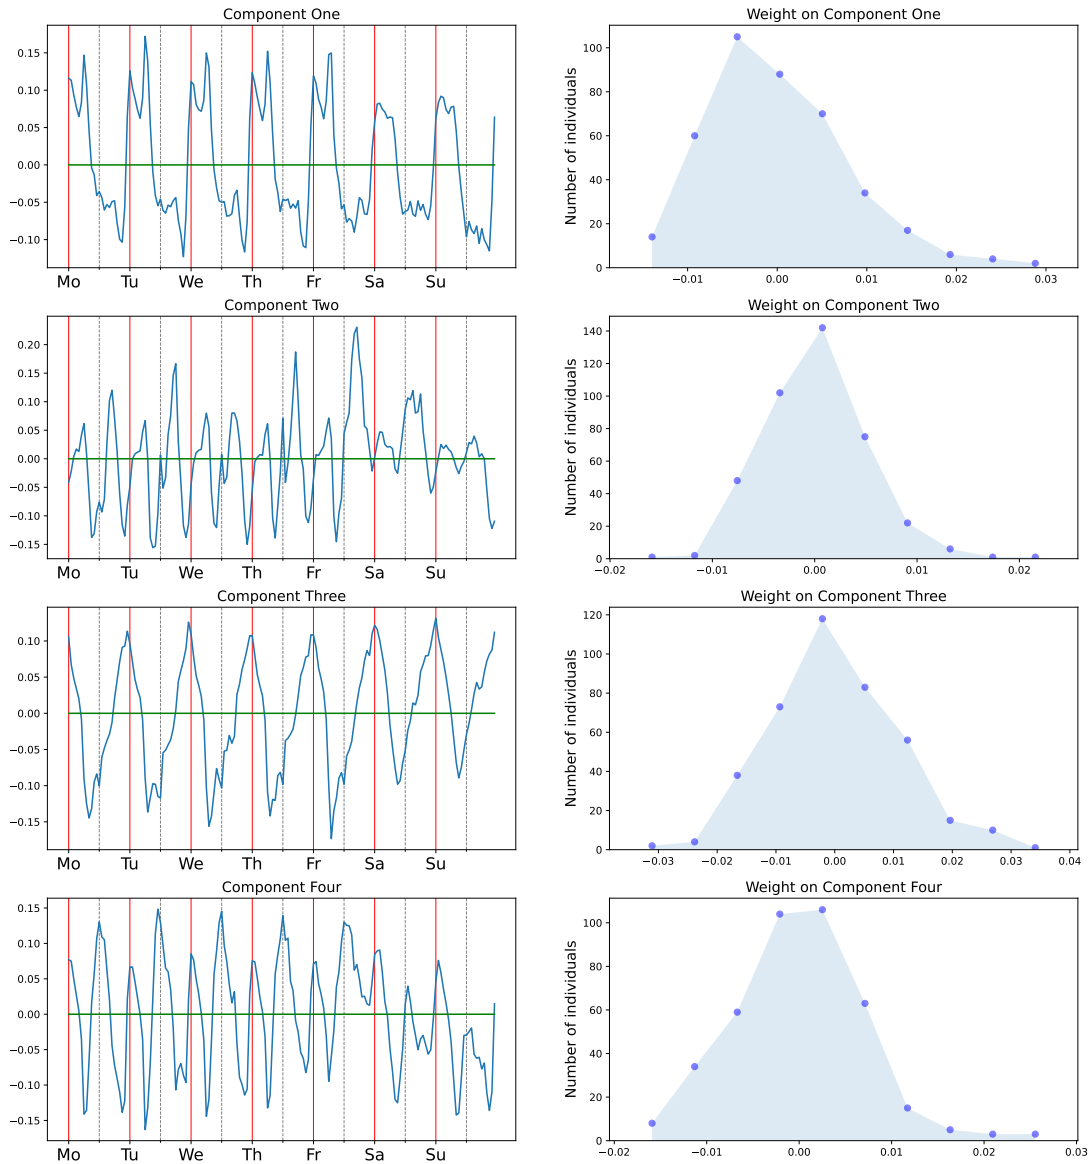 Component One
0.15
0.10
0.05
0.00
−0.05
−0.10
Mo Tu We Th Fr Sa Su
Weight on Component One
Number of individuals
100
80
60
40
20
0
−0.01 0.00 0.01 0.02 0.03
Component Two
0.20
0.15
0.10
0.05
0.00
−0.05
−0.10
−0.15
Mo Tu We Th Fr Sa Su
Weight on Component Two
Number of individuals
140
120
100
80
60
40
20
0
−0.02 −0.01 0.00 0.01 0.02
Component Three
0.10
0.05
0.00
−0.05
−0.10
−0.15
Mo Tu We Th Fr Sa Su
Weight on Component Three
Number of individuals
120
100
80
60
40
20
0
−0.03 −0.02 −0.01 0.00 0.01 0.02 0.03 0.04
Component Four
0.15
0.10
0.05
0.00
−0.05
−0.10
−0.15
Mo Tu We Th Fr Sa Su
Weight on Component Four
Number of individuals
100
80
60
40
20
0
−0.02 −0.01 0.00 0.01 0.02 0.03